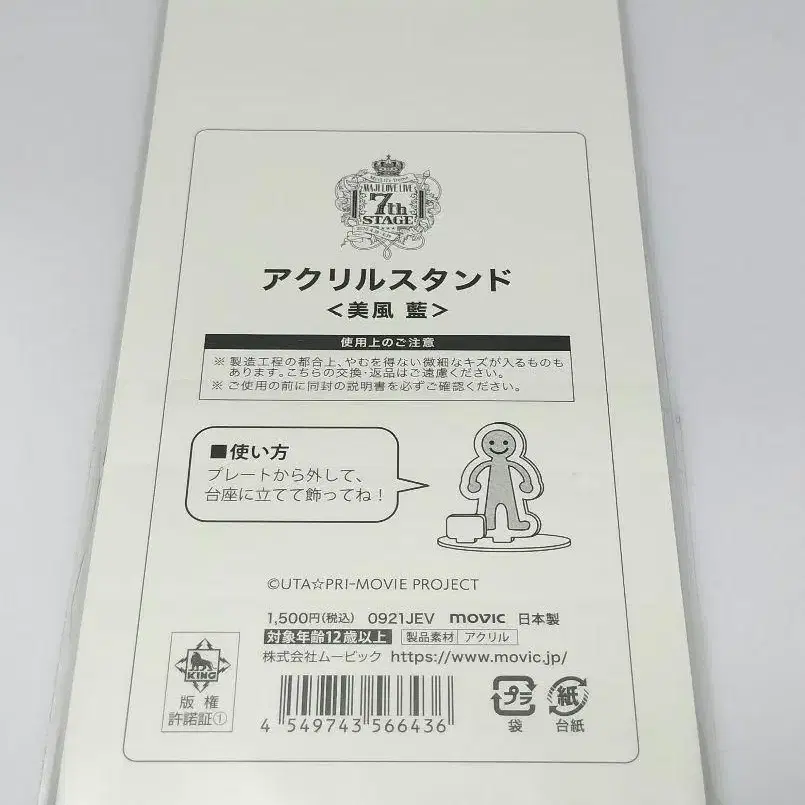 MAJI LOVE LIVE
7th
STAGE
アクリルスタンド
<美風 藍>
使用上のご注意
※ 製造工程の都合上、やむを得ない微細なキズが入るものも
あります。こちらの交換・返品はご遠慮ください。
※ ご使用の前に同封の説明書を必ずご確認ください。
■使い方
プレートから外して、
台座に立てて飾ってね!
©UTA☆PRI-MOVIE PROJECT
1,500円(税込) 0921JEV movic 日本製
対象年齢12歳以上 製品素材 アクリル
株式会社ムービック https://www.movic.jp/
KING
版権
許諾証①
4 549743 566436
プラ
袋
紙
台紙